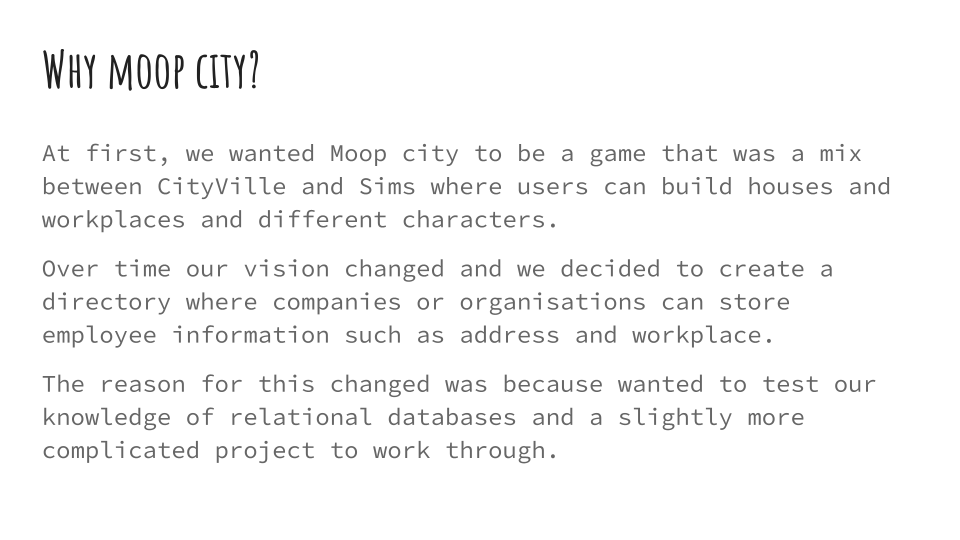 Why moop city?
At first, we wanted Moop city to be a game that was a mix
between CityVille and Sims where users can build houses and
workplaces and different characters.
Over time our vision changed and we decided to create a
directory where companies or organisations can store
employee information such as address and workplace.
The reason for this changed was because wanted to test our
knowledge of relational databases and a slightly more
complicated project to work through.